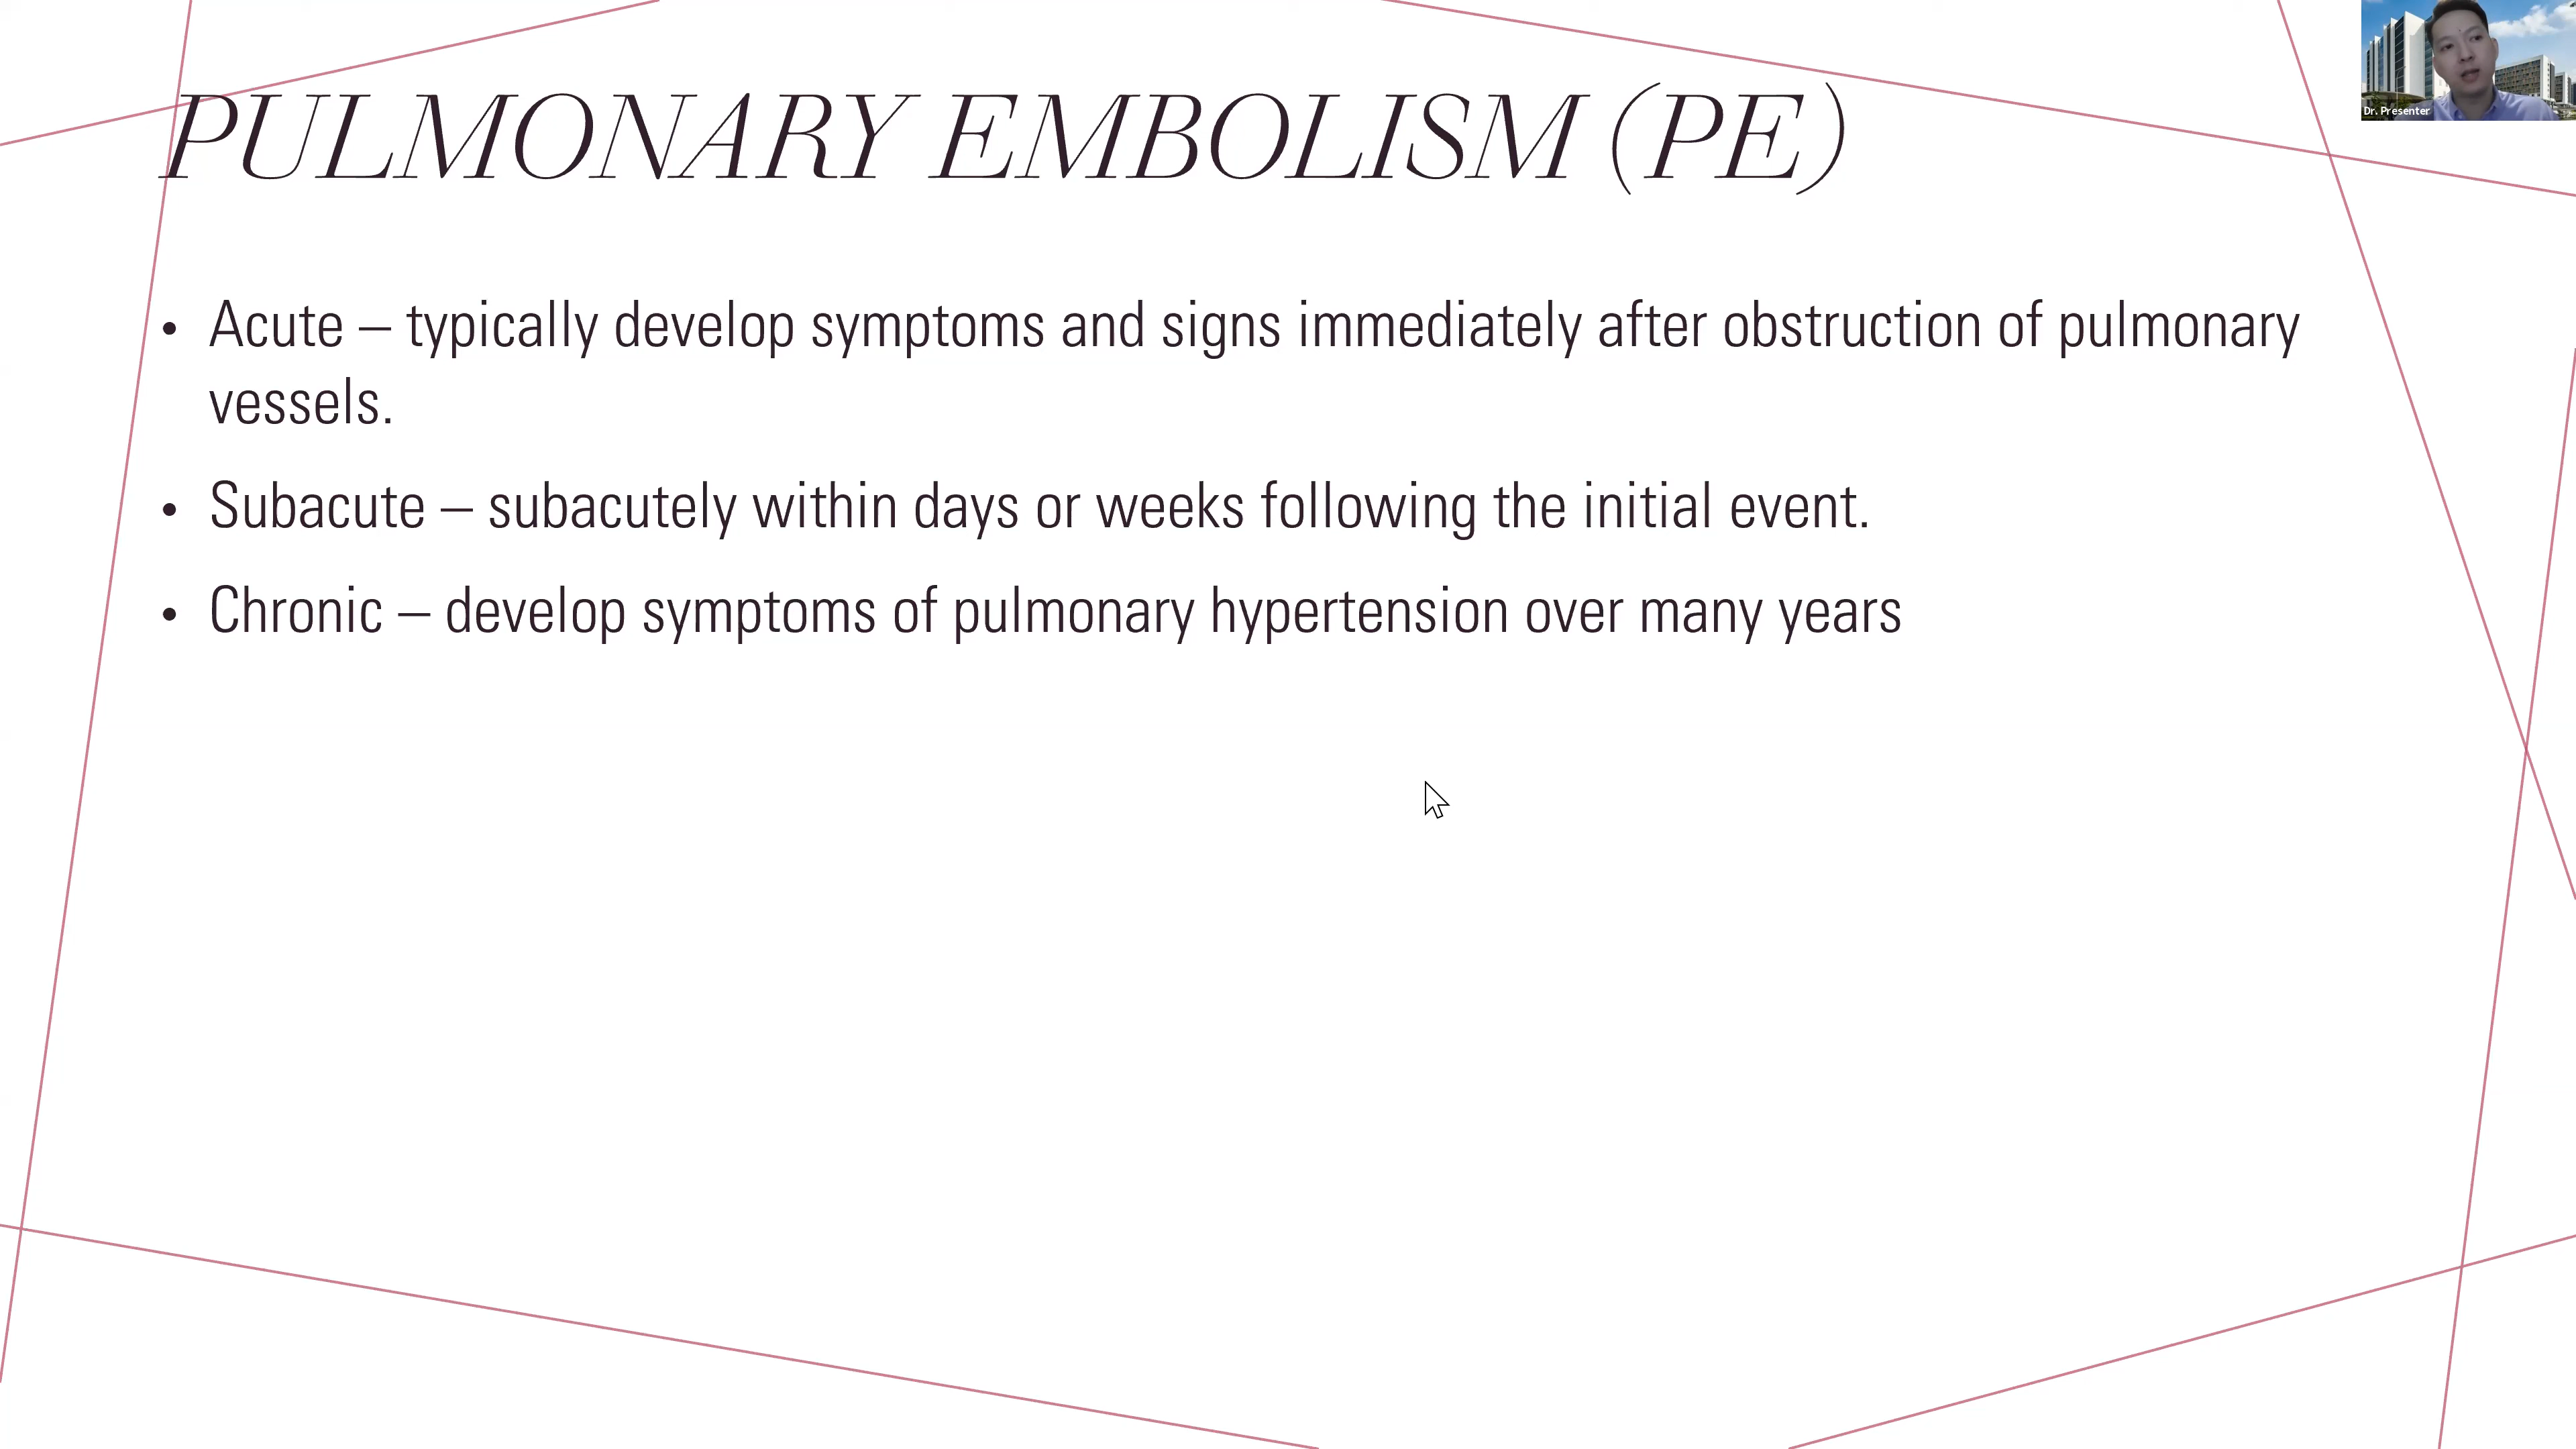 PULMONARY EMBOLISM (PE)
Dr. Presenter
• Acute – typically develop symptoms and signs immediately after obstruction of pulmonary
vessels.
• Subacute – subacutely within days or weeks following the initial event.
• Chronic – develop symptoms of pulmonary hypertension over many years